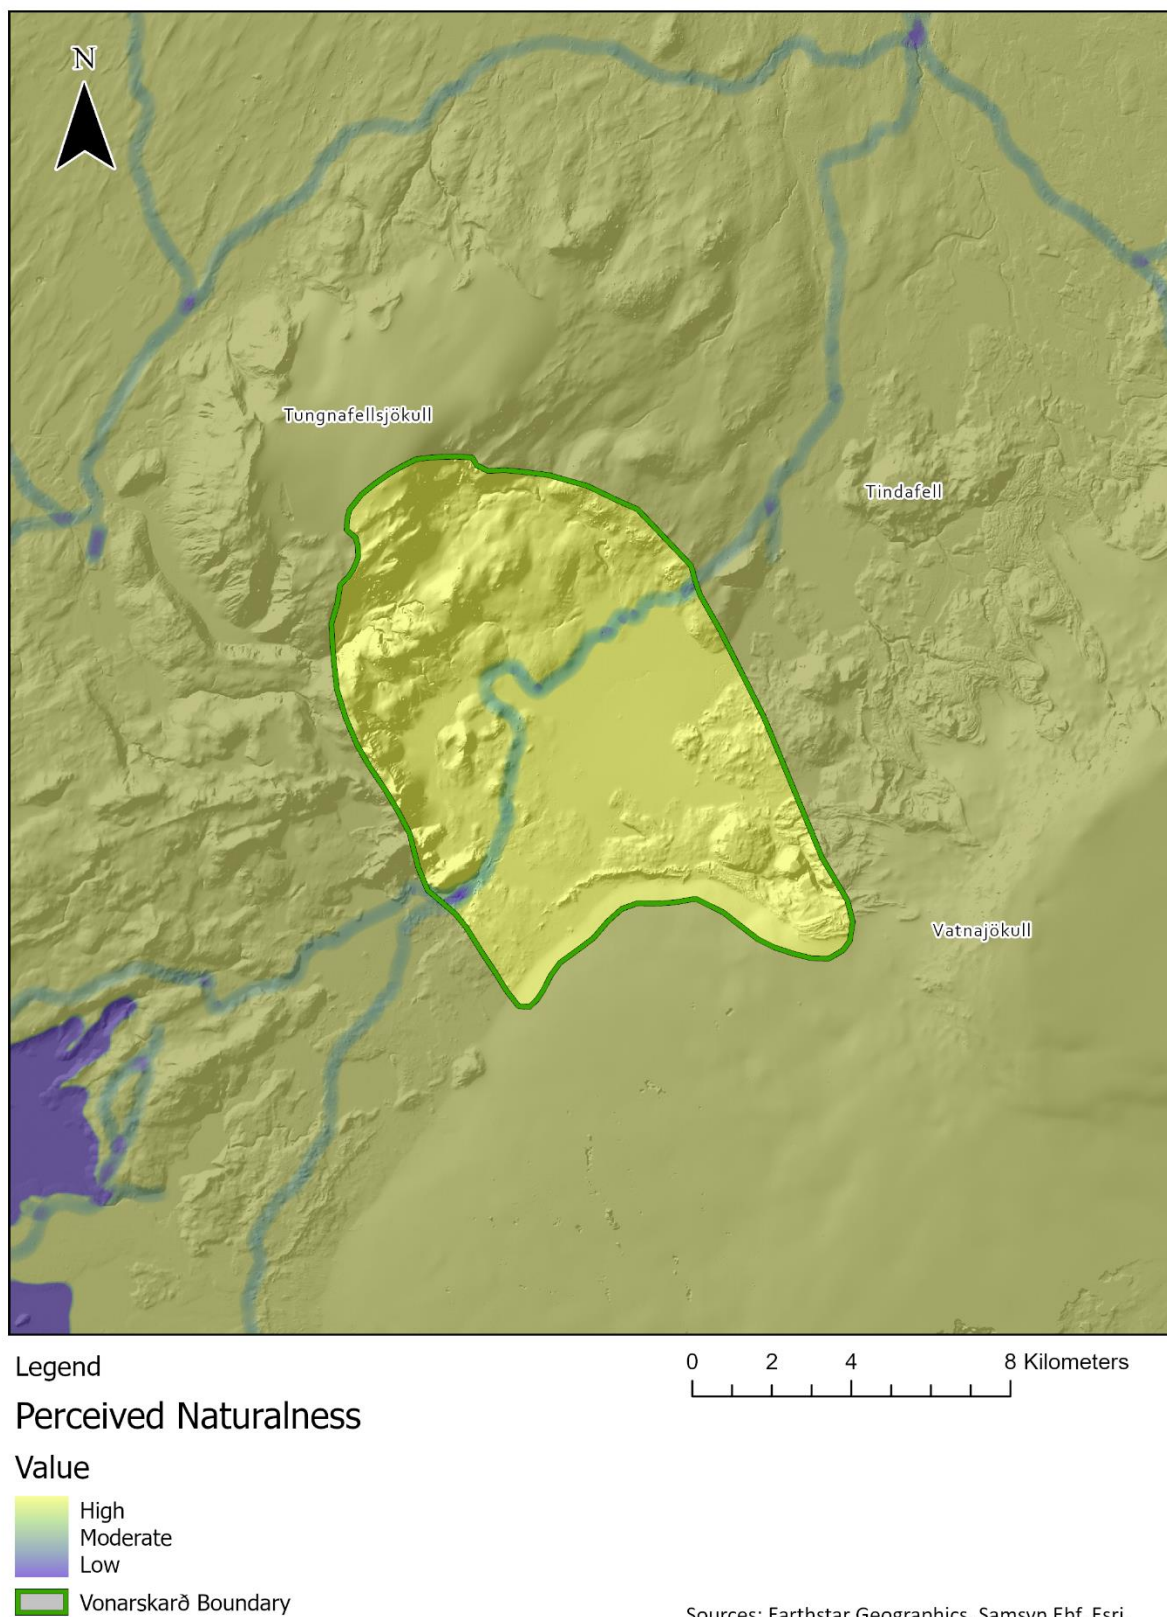 N
Tungnafellsjökull
Tindafell
Vatnajökull
Legend
0 2 4 8 Kilometers
Perceived Naturalness
Value
High
Moderate
Low
Vonarskarð Boundary
Sources: Earthstar Geographics, Samsyn Ehf, Esri,